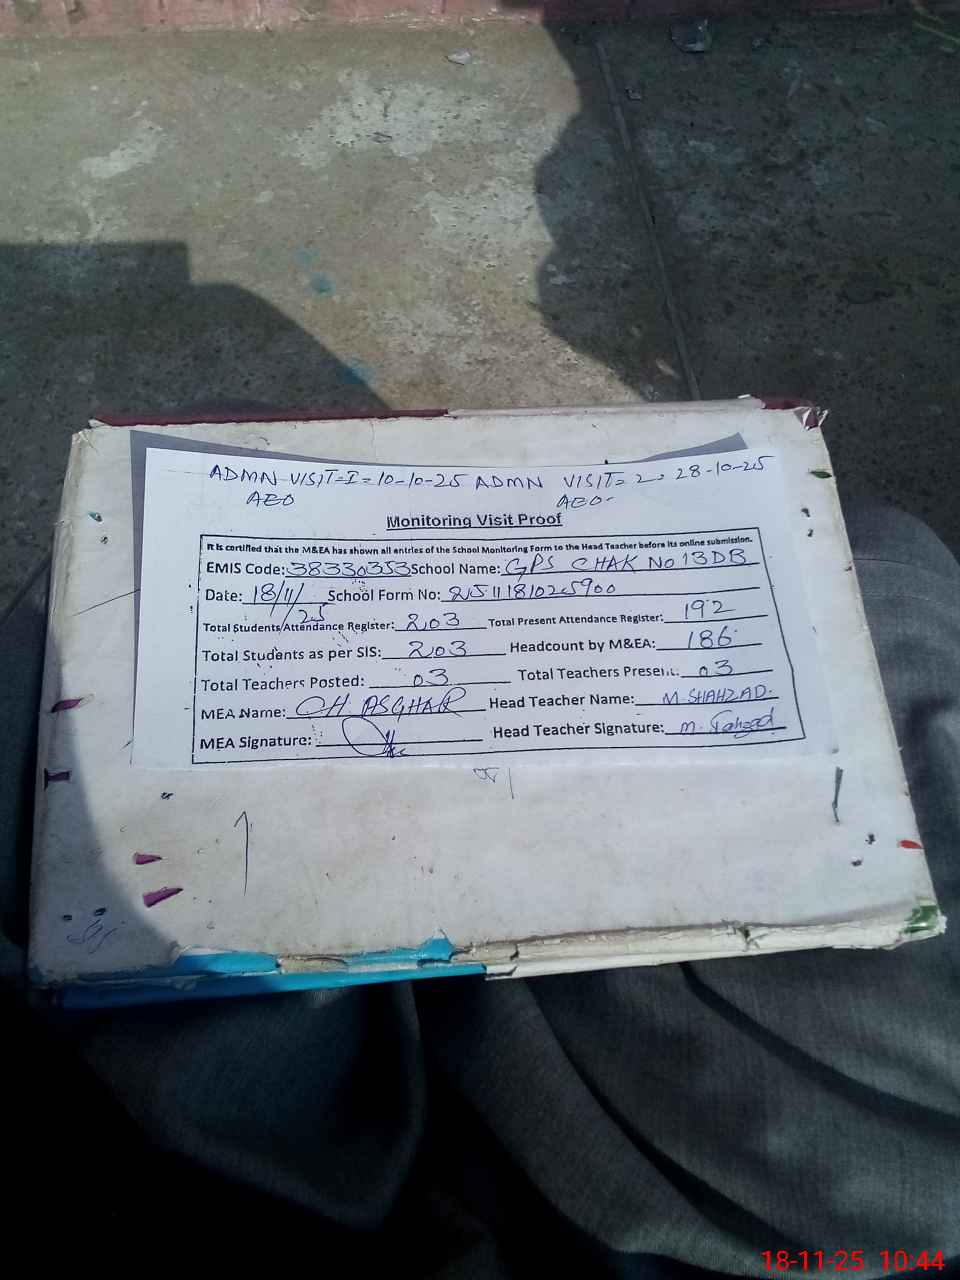 ADMN VISIT-I = 10-10-25 ADMN VISIT = 2 = 28-10-25
AEO AEO
Monitoring Visit Proof
It is certified that the M&EA has shown all entries of the School Monitoring Form to the Head Teacher before its online submission.
EMIS Code: 38330353 School Name: GPS CHAK No 13DB
Date: 18/11/25 School Form No:
Total Students Attendance Register: 203 Total Present Attendance Register: 192
Total Students as per SIS: 203 Headcount by M&EA: 186
Total Teachers Posted: 03 Total Teachers Present: 03
MEA Name: CH. ASGHAR Head Teacher Name: M. SHAHZAD.
MEA Signature: Head Teacher Signature: M. Shahzad
18-11-25 10:44